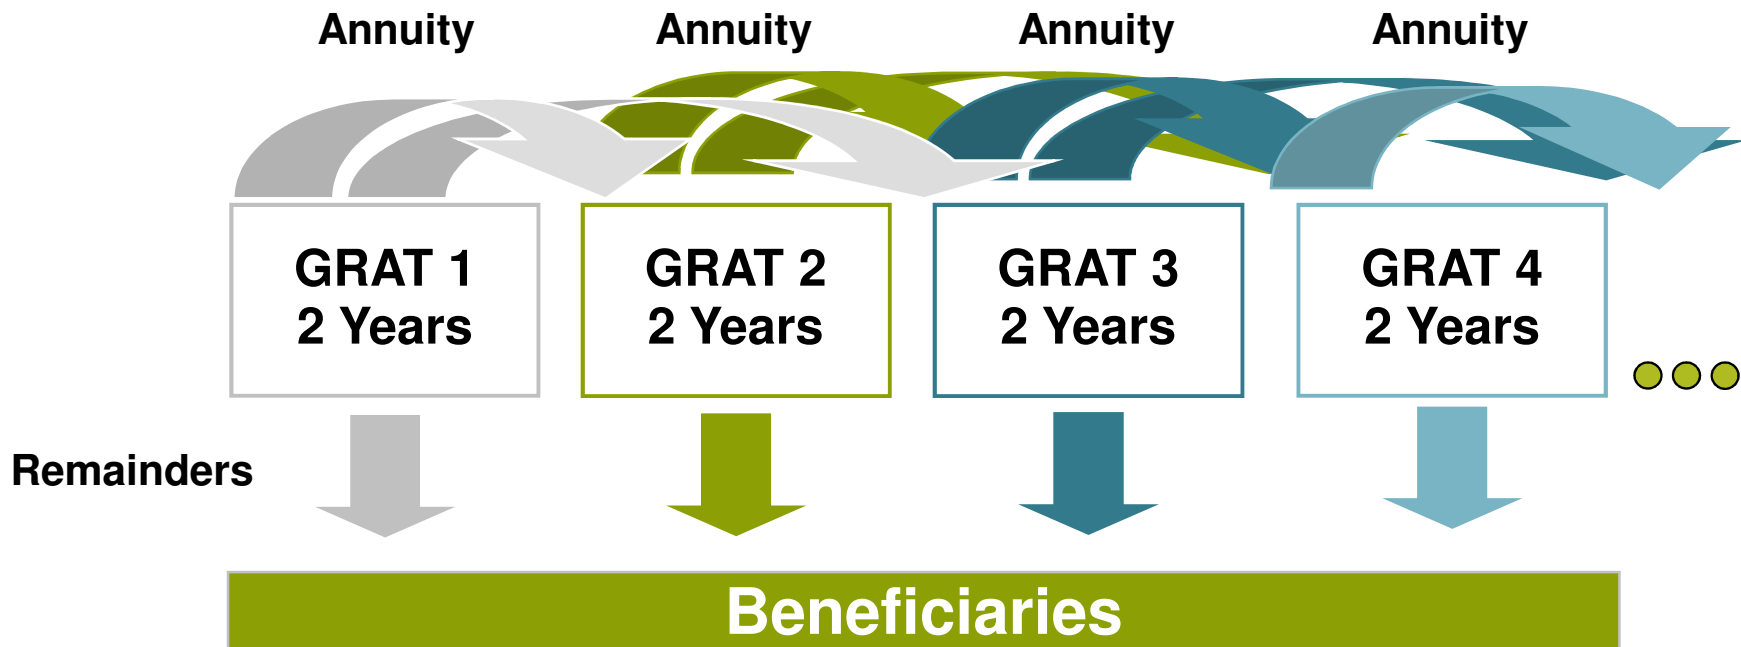 Annuity Annuity Annuity Annuity
GRAT 1 GRAT 2 GRAT 3 GRAT 4
2 Years 2 Years 2 Years 2 Years
Remainders
Beneficiaries